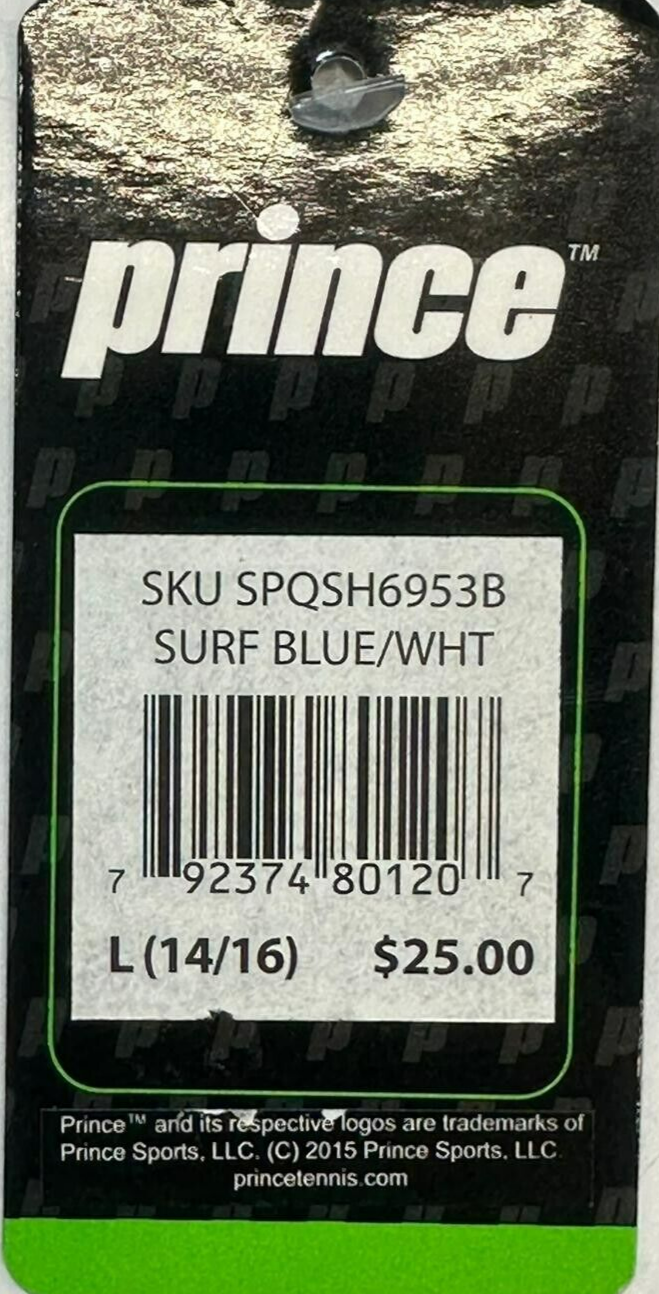 prince™
SKU SPQSH6953B
SURF BLUE/WHT
7 92374 80120 7
L (14/16) $25.00
Prince™ and its respective logos are trademarks of
Prince Sports, LLC. (C) 2015 Prince Sports, LLC.
princetennis.com